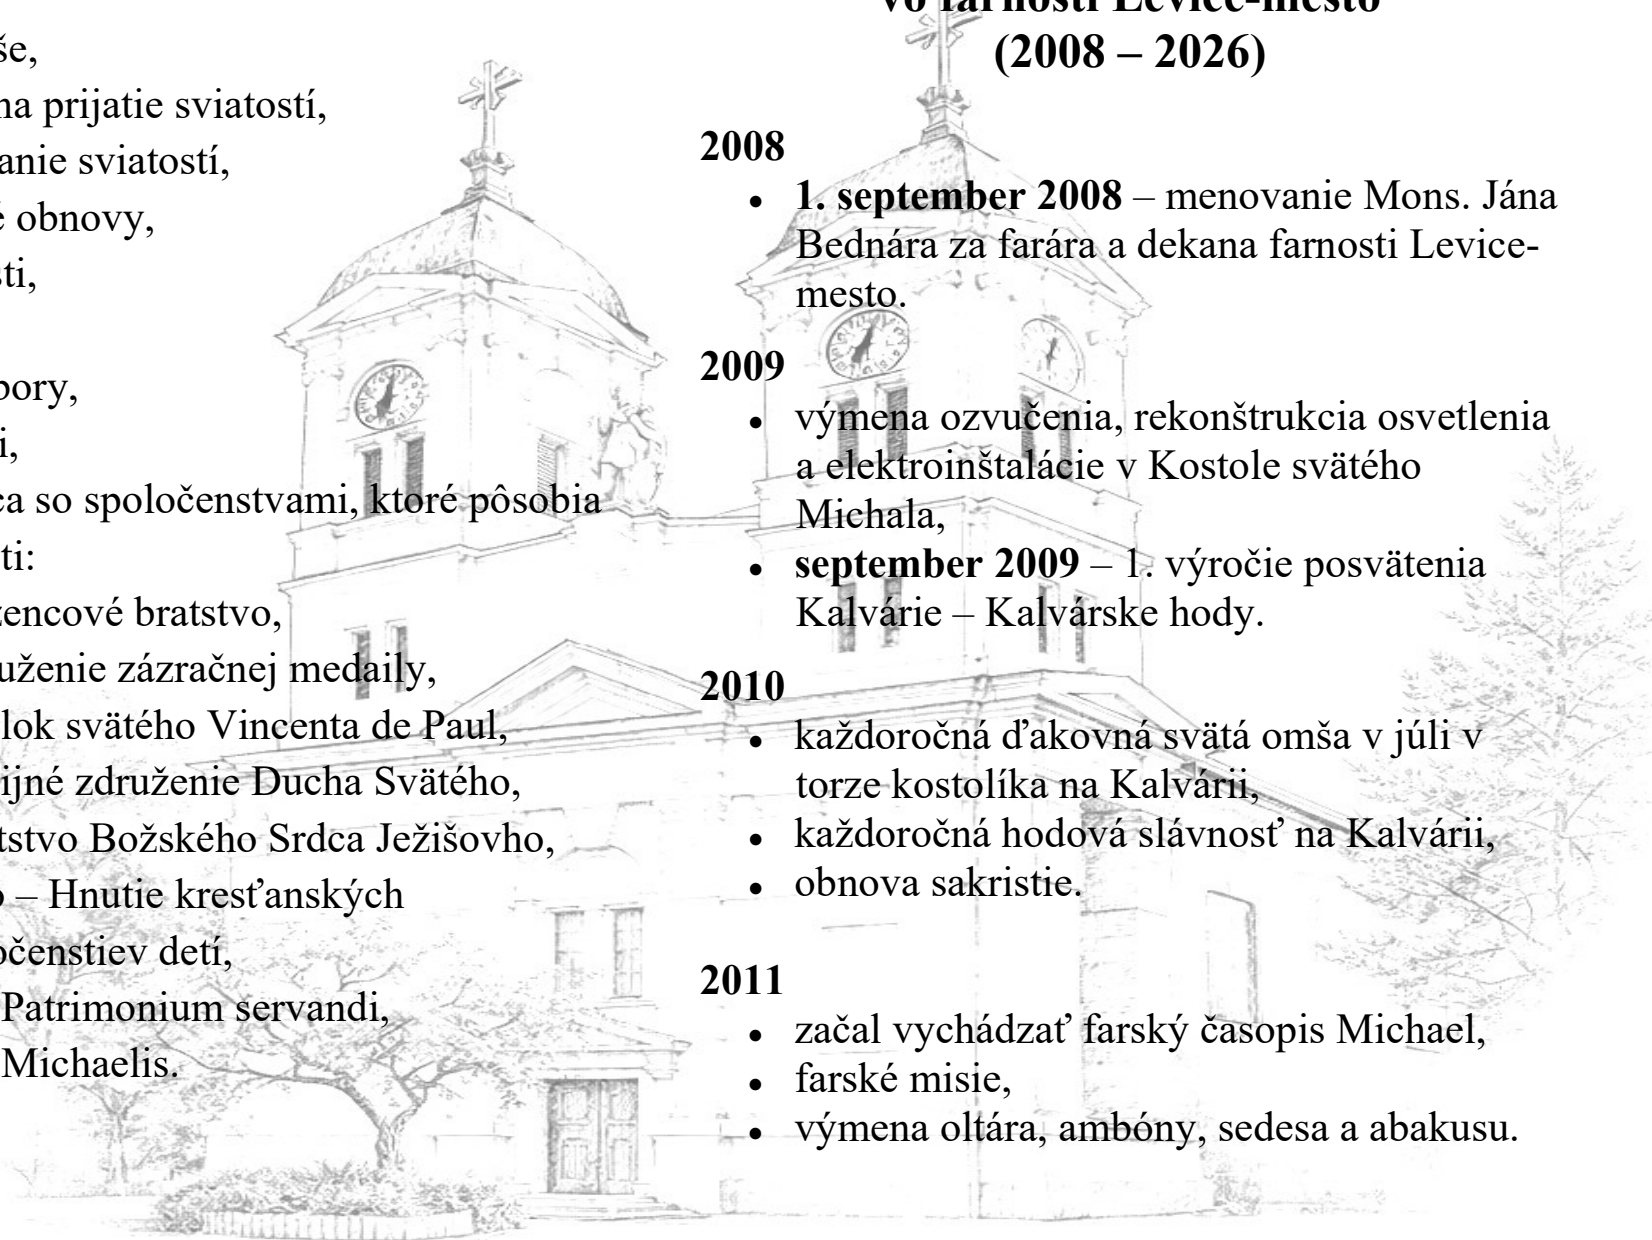 še,
na prijatie sviatostí,
anie sviatostí,
é obnovy,
ti,
bory,
i,
ca so spoločenstvami, ktoré pôsobia
ti:
zencové bratstvo,
uženie zázračnej medaily,
lok svätého Vincenta de Paul,
ijné združenie Ducha Svätého,
tstvo Božského Srdca Ježišovho,
o – Hnutie kresťanských
očenstiev detí,
Patrimonium servandi,
Michaelis.
vo farnosti Levice-mesto
(2008 – 2026)
2008
• 1. september 2008 – menovanie Mons. Jána
Bednára za farára a dekana farnosti Levice-
mesto.
2009
• výmena ozvučenia, rekonštrukcia osvetlenia
a elektroinštalácie v Kostole svätého
Michala,
• september 2009 – 1. výročie posvätenia
Kalvárie – Kalvárske hody.
2010
• každoročná ďakovná svätá omša v júli v
torze kostolíka na Kalvárii,
• každoročná hodová slávnosť na Kalvárii,
• obnova sakristie.
2011
• začal vychádzať farský časopis Michael,
• farské misie,
• výmena oltára, ambóny, sedesa a abakusu.